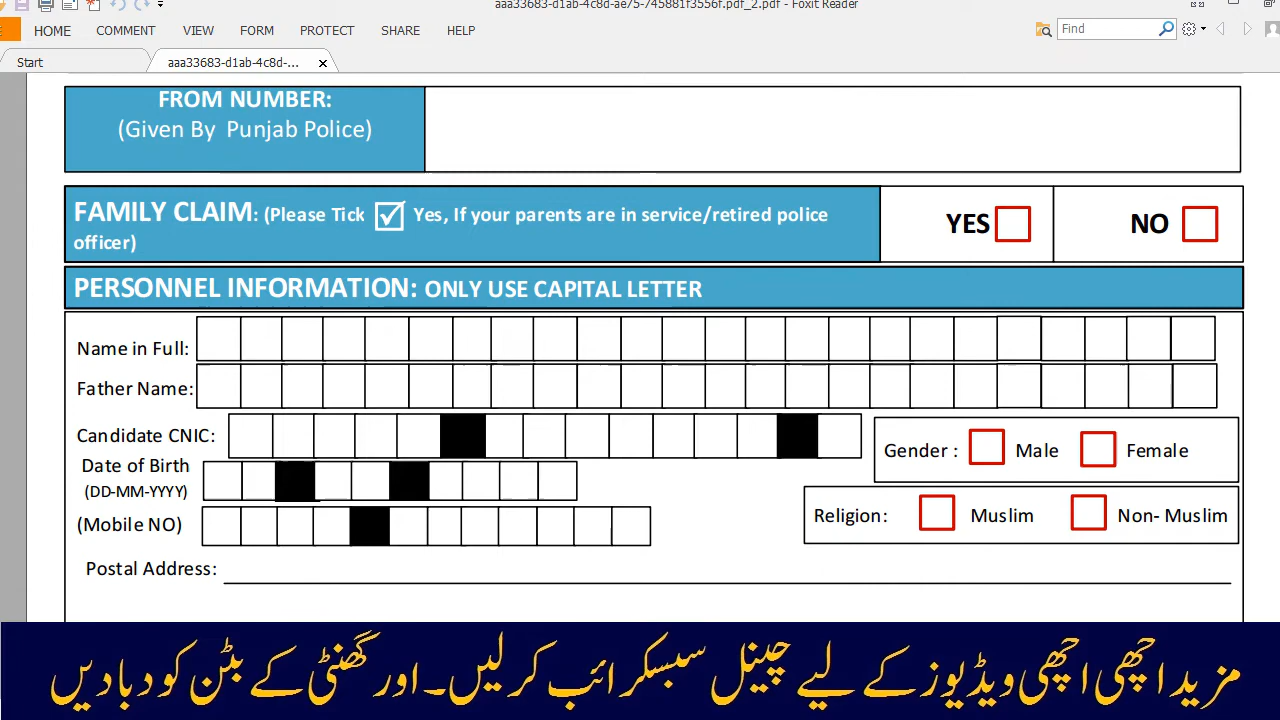 aaa33683-d1ab-4c8d-ae75-745881f3556f.pdf_2.pdf - Foxit Reader
HOME COMMENT VIEW FORM PROTECT SHARE HELP Find
Start aaa33683-d1ab-4c8d-...
FROM NUMBER:
(Given By Punjab Police)
FAMILY CLAIM: (Please Tick Yes, If your parents are in service/retired police
officer)
YES NO
PERSONNEL INFORMATION: ONLY USE CAPITAL LETTER
Name in Full:
Father Name:
Candidate CNIC:
Gender : Male Female
Date of Birth
(DD-MM-YYYY)
(Mobile NO)
Religion: Muslim Non- Muslim
Postal Address:
مزید اچھی اچھی ویڈیوز کے لیے چینل سبسکرائب کرلیں۔ اور گھنٹی کے بٹن کو دبا دیں